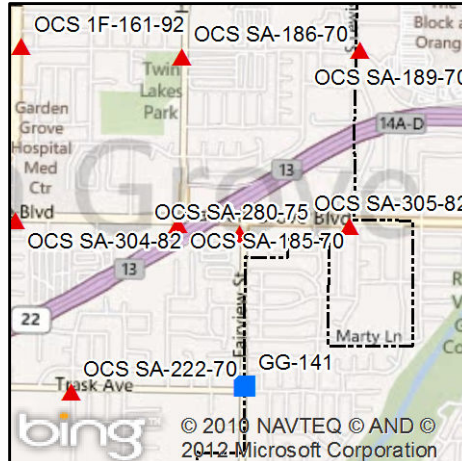 OCS 1F-161-92
OCS SA-186-70
The
Block a
Orang
S Lewi
H
Twin
Lakes
Park
OCS SA-189-70
Garden
Grove
Hospital
Med
Ctr
14A-D
13
Grove
OCS SA-280-75
Blvd
OCS SA-305-82
Blvd
OCS SA-304-82
OCS SA-185-70
13
22
Fairview St
R
V
G
Co
Marty Ln
OCS SA-222-70
GG-141
Trask Ave
bing
© 2010 NAVTEQ © AND ©
2012 Microsoft Corporation